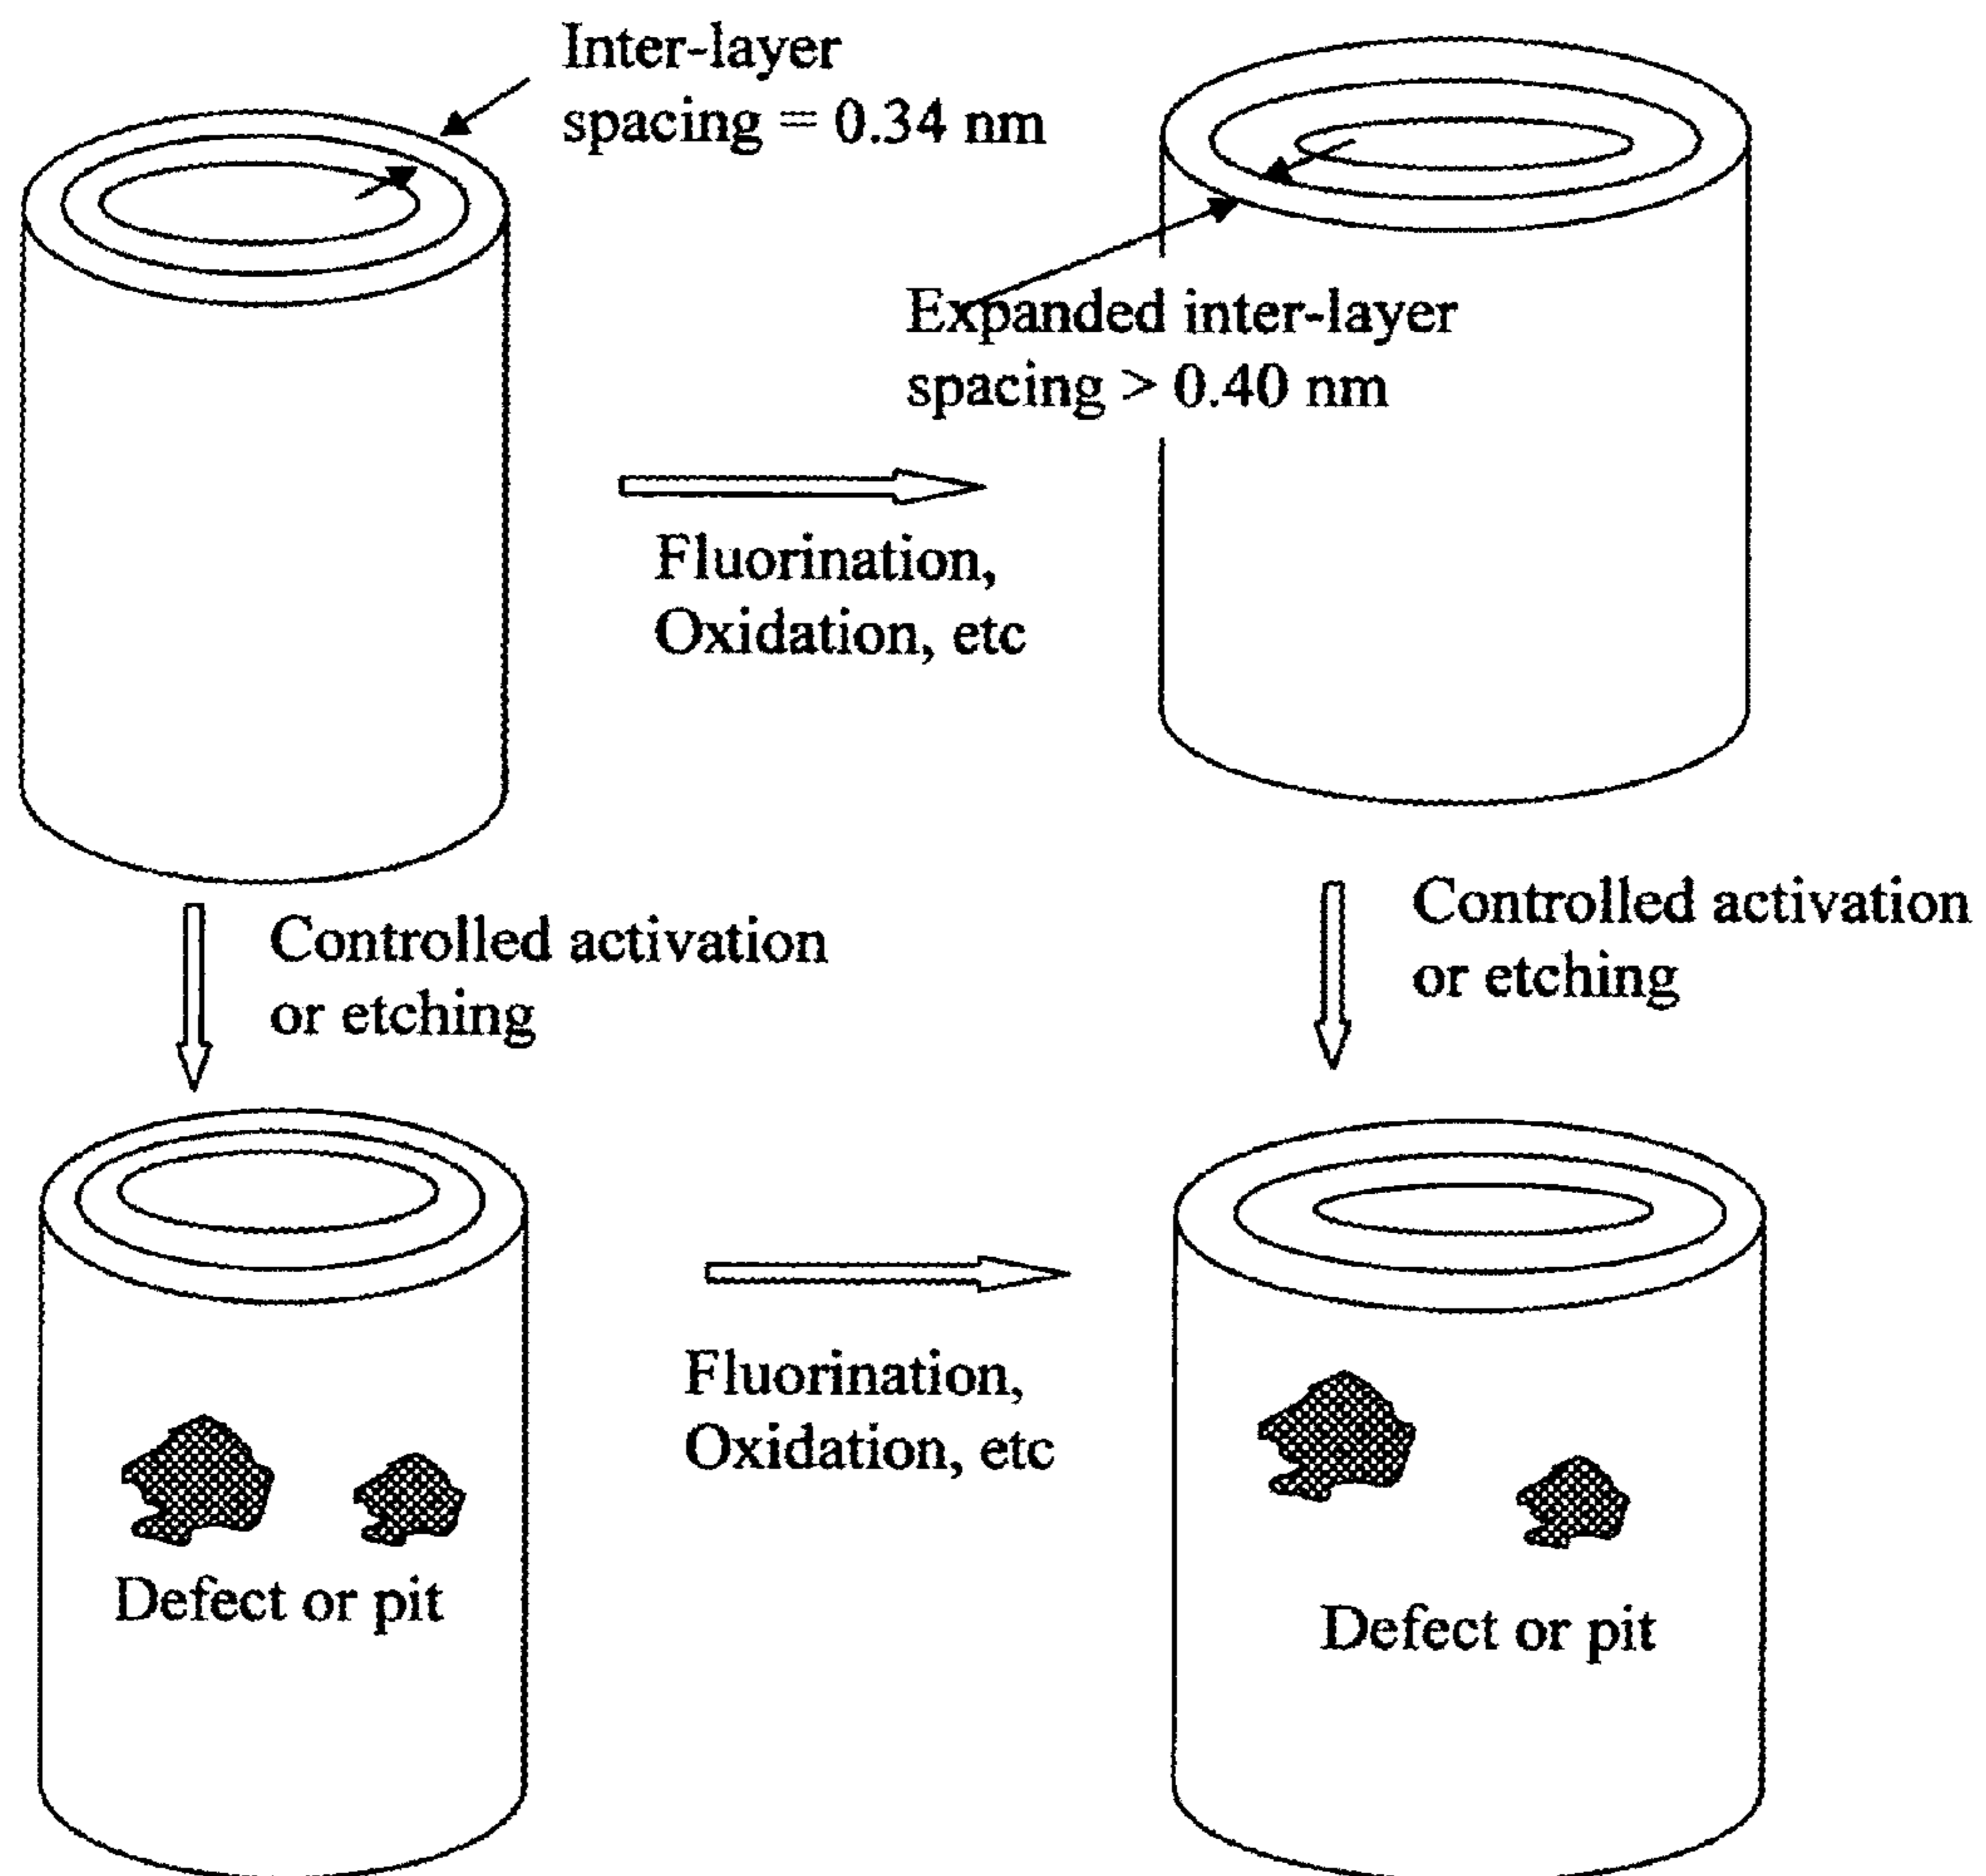 Inter-layer
spacing = 0.34 nm
Expanded inter-layer
spacing > 0.40 nm
Fluorination,
Oxidation, etc
Controlled activation
or etching
Controlled activation
or etching
Fluorination,
Oxidation, etc
Defect or pit
Defect or pit